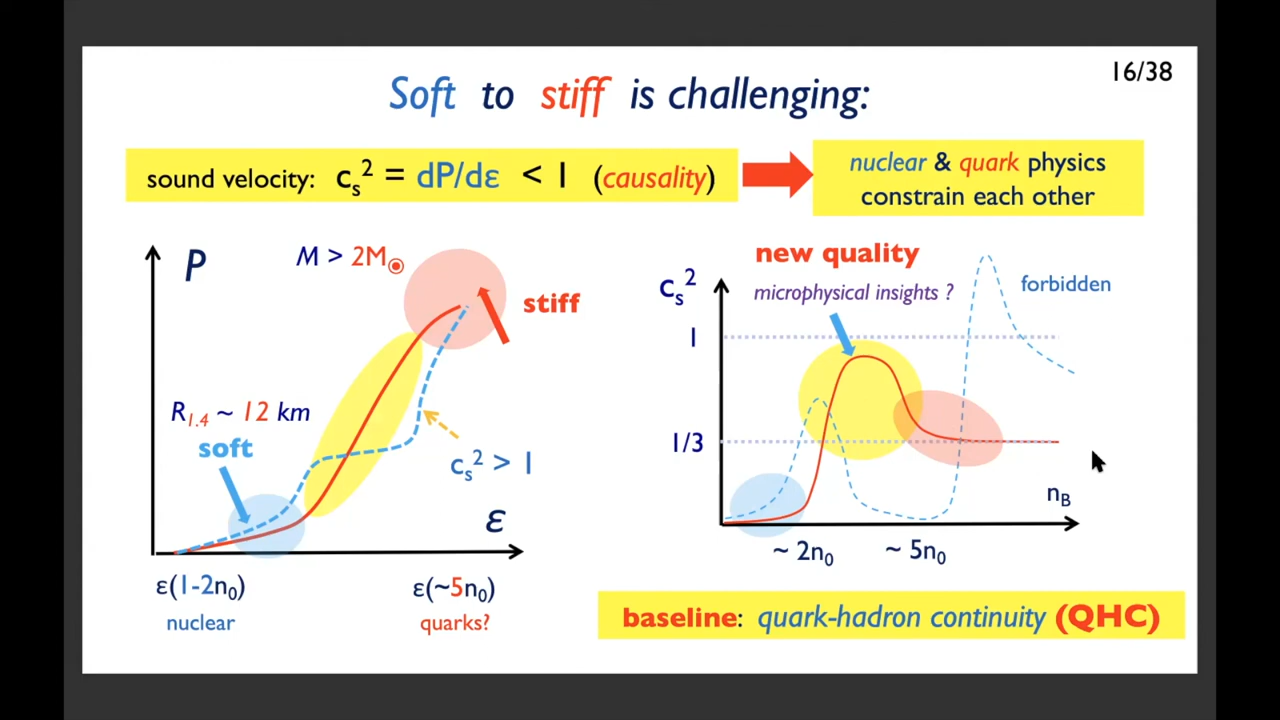 16/38
Soft to stiff is challenging:
sound velocity: cₛ² = dP/dε < 1 (causality)
nuclear & quark physics
constrain each other
P
M > 2M☉
stiff
R₁.₄ ~ 12 km
soft
cₛ² > 1
ε
ε(1-2n₀)
nuclear
ε(~5n₀)
quarks?
new quality
microphysical insights ?
forbidden
cₛ²
1
1/3
n_B
~ 2n₀
~ 5n₀
baseline: quark-hadron continuity (QHC)